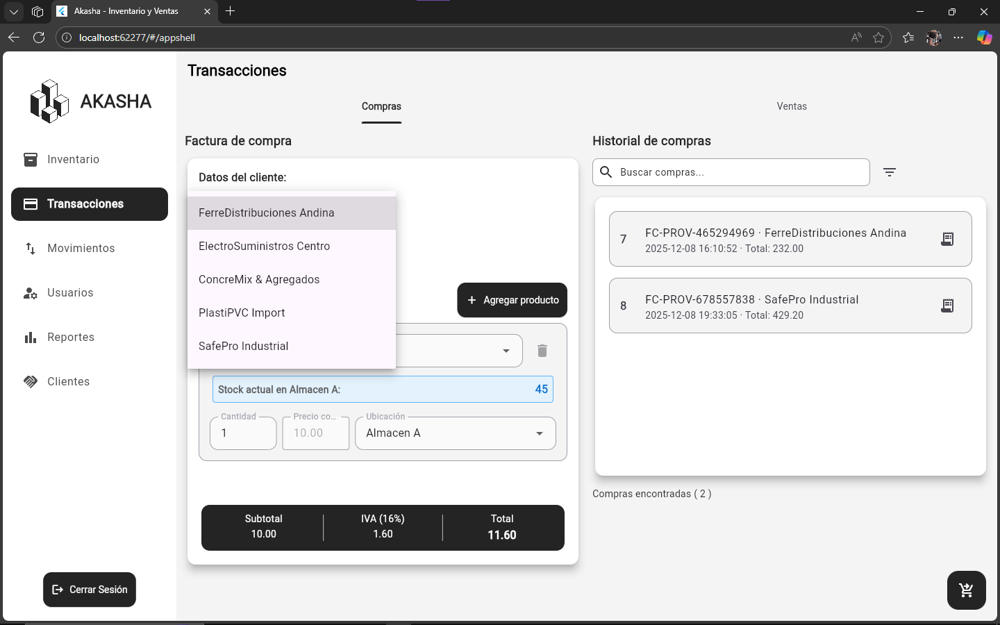 Akasha - Inventario y Ventas
localhost:62277/#/appshell
AKASHA
Inventario
Transacciones
Movimientos
Usuarios
Reportes
Clientes
Cerrar Sesión
Transacciones
Compras
Ventas
Factura de compra
Datos del cliente:
FerreDistribuciones Andina
ElectroSuministros Centro
ConcreMix & Agregados
PlastiPVC Import
SafePro Industrial
+ Agregar producto
Stock actual en Almacen A: 45
Cantidad
1
Precio co...
10.00
Ubicación
Almacen A
Subtotal
10.00
IVA (16%)
1.60
Total
11.60
Historial de compras
Buscar compras...
7
FC-PROV-465294969 · FerreDistribuciones Andina
2025-12-08 16:10:52 · Total: 232.00
8
FC-PROV-678557838 · SafePro Industrial
2025-12-08 19:33:05 · Total: 429.20
Compras encontradas ( 2 )